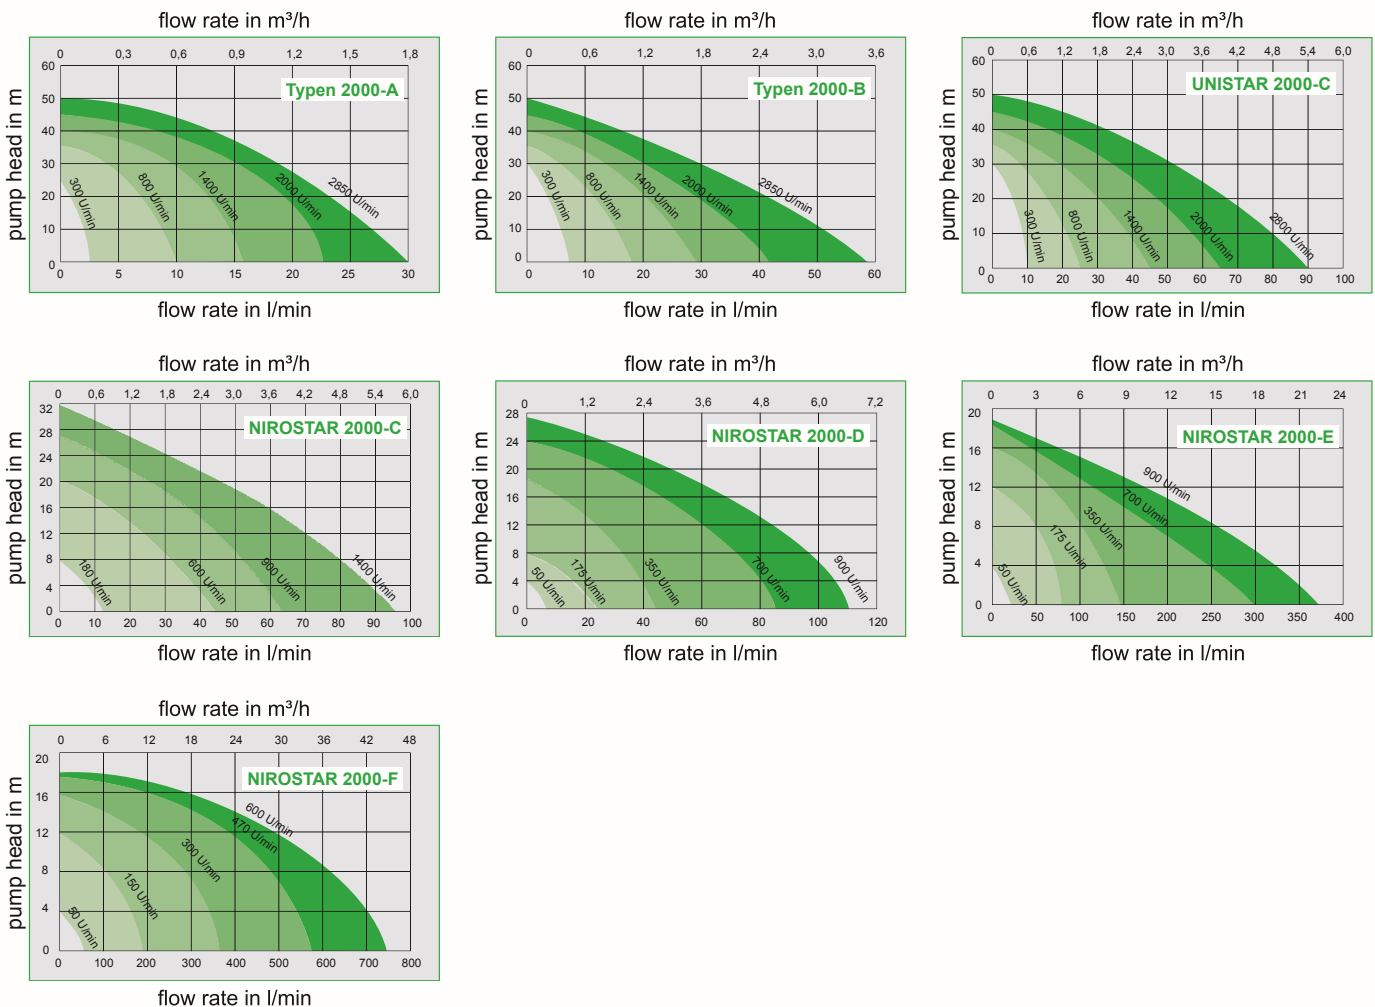 flow rate in m³/h
0 0,3 0,6 0,9 1,2 1,5 1,8
Typen 2000-A
pump head in m
60
50
40
30
20
10
0
300 U/min
800 U/min
1400 U/min
2000 U/min
2850 U/min
0 5 10 15 20 25 30
flow rate in l/min
flow rate in m³/h
0 0,6 1,2 1,8 2,4 3,0 3,6
Typen 2000-B
pump head in m
60
50
40
30
20
10
0
300 U/min
800 U/min
1400 U/min
2000 U/min
2850 U/min
0 10 20 30 40 50 60
flow rate in l/min
flow rate in m³/h
0 0,6 1,2 1,8 2,4 3,0 3,6 4,2 4,8 5,4 6,0
UNISTAR 2000-C
pump head in m
60
50
40
30
20
10
0
300 U/min
800 U/min
1400 U/min
2000 U/min
2800 U/min
0 10 20 30 40 50 60 70 80 90 100
flow rate in l/min
flow rate in m³/h
0 0,6 1,2 1,8 2,4 3,0 3,6 4,2 4,8 5,4 6,0
NIROSTAR 2000-C
pump head in m
32
28
24
20
16
12
8
4
0
180 U/min
600 U/min
900 U/min
1400 U/min
0 10 20 30 40 50 60 70 80 90 100
flow rate in l/min
flow rate in m³/h
0 1,2 2,4 3,6 4,8 6,0 7,2
NIROSTAR 2000-D
pump head in m
28
24
20
16
12
8
4
0
50 U/min
175 U/min
350 U/min
700 U/min
900 U/min
0 20 40 60 80 100 120
flow rate in l/min
flow rate in m³/h
0 3 6 9 12 15 18 21 24
NIROSTAR 2000-E
pump head in m
20
16
12
8
4
0
50 U/min
175 U/min
350 U/min
700 U/min
900 U/min
0 50 100 150 200 250 300 350 400
flow rate in l/min
flow rate in m³/h
0 6 12 18 24 30 36 42 48
NIROSTAR 2000-F
pump head in m
20
16
12
8
4
0
50 U/min
150 U/min
300 U/min
470 U/min
600 U/min
0 100 200 300 400 500 600 700 800
flow rate in l/min